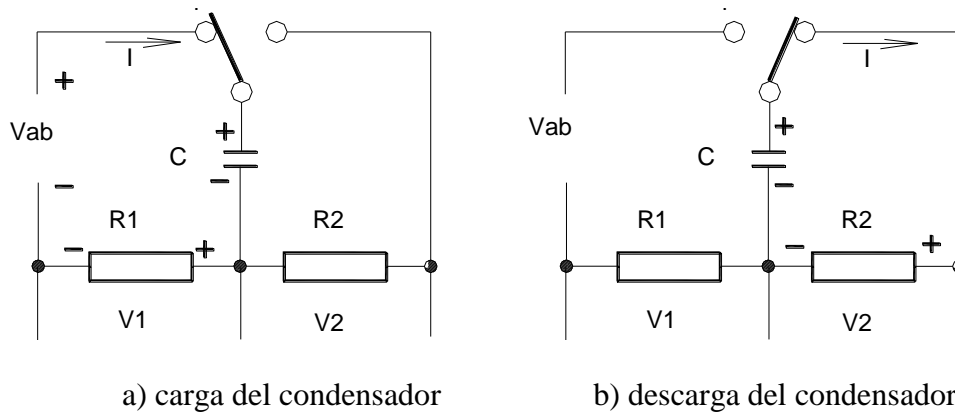 I
I
+
+
Vab
Vab
+
+
C
C
−
−
−
R1
R2
R1
R2
−
+
−
+
V1
V2
V1
V2
a) carga del condensador
b) descarga del condensador